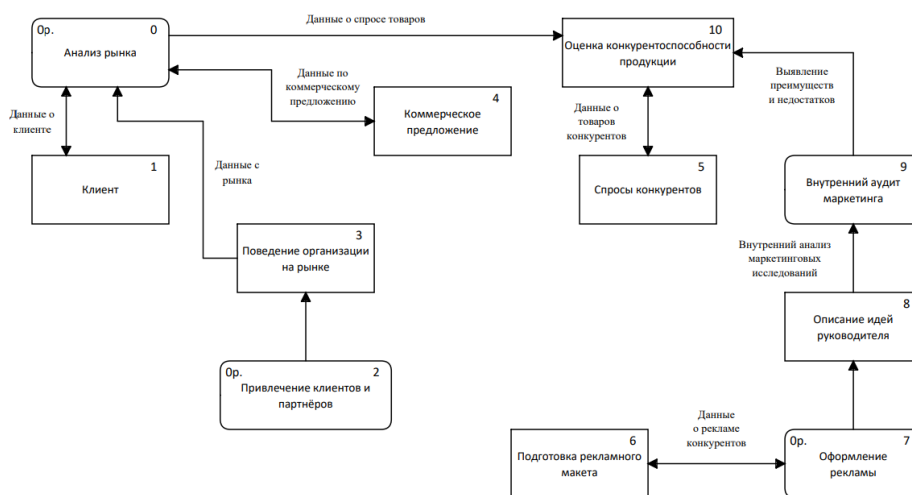 Данные о спросе товаров
0р.
0
Анализ рынка
10
Оценка конкурентоспособности
продукции
Данные по
коммерческому
предложению
Выявление
преимуществ
и недостатков
4
Коммерческое
предложение
Данные о
клиенте
Данные о
товаров
конкурентов
1
Клиент
Данные с
рынка
5
Спросы конкурентов
9
Внутренний аудит
маркетинга
3
Поведение организации
на рынке
Внутренний анализ
маркетинговых
исследований
8
Описание идей
руководителя
0р.
2
Привлечение клиентов и
партнёров
Данные
о рекламе
конкурентов
6
Подготовка рекламного
макета
0р.
7
Оформление
рекламы